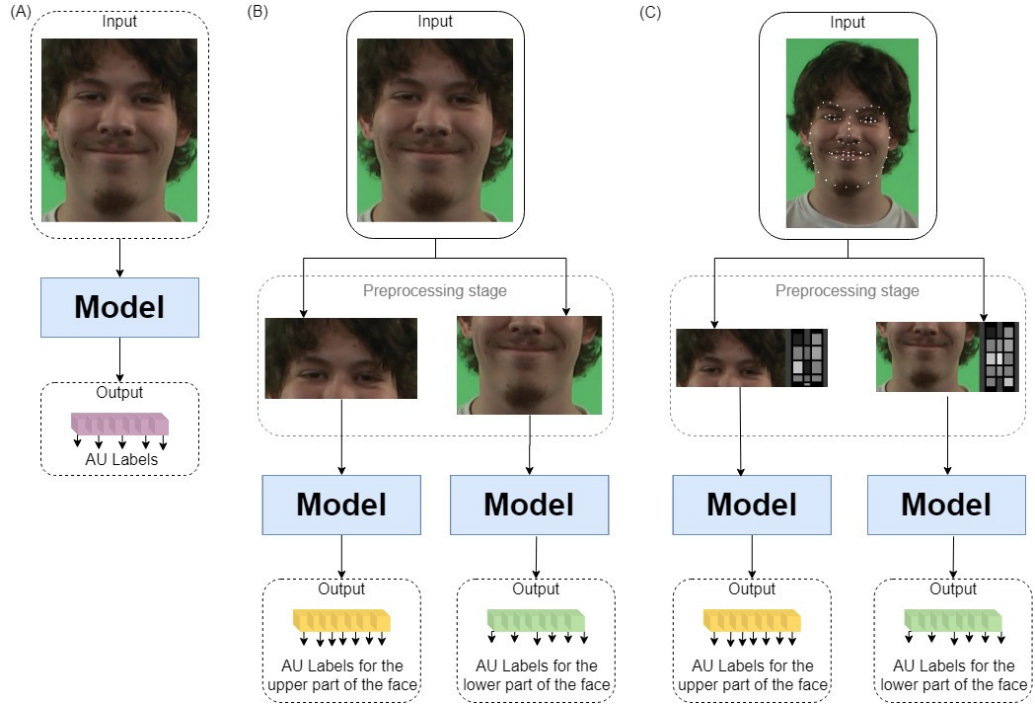 (A)
Input
Model
Output
AU Labels
(B)
Input
Preprocessing stage
Model
Model
Output
AU Labels for the
upper part of the face
Output
AU Labels for the
lower part of the face
(C)
Input
Preprocessing stage
Model
Model
Output
AU Labels for the
upper part of the face
Output
AU Labels for the
lower part of the face